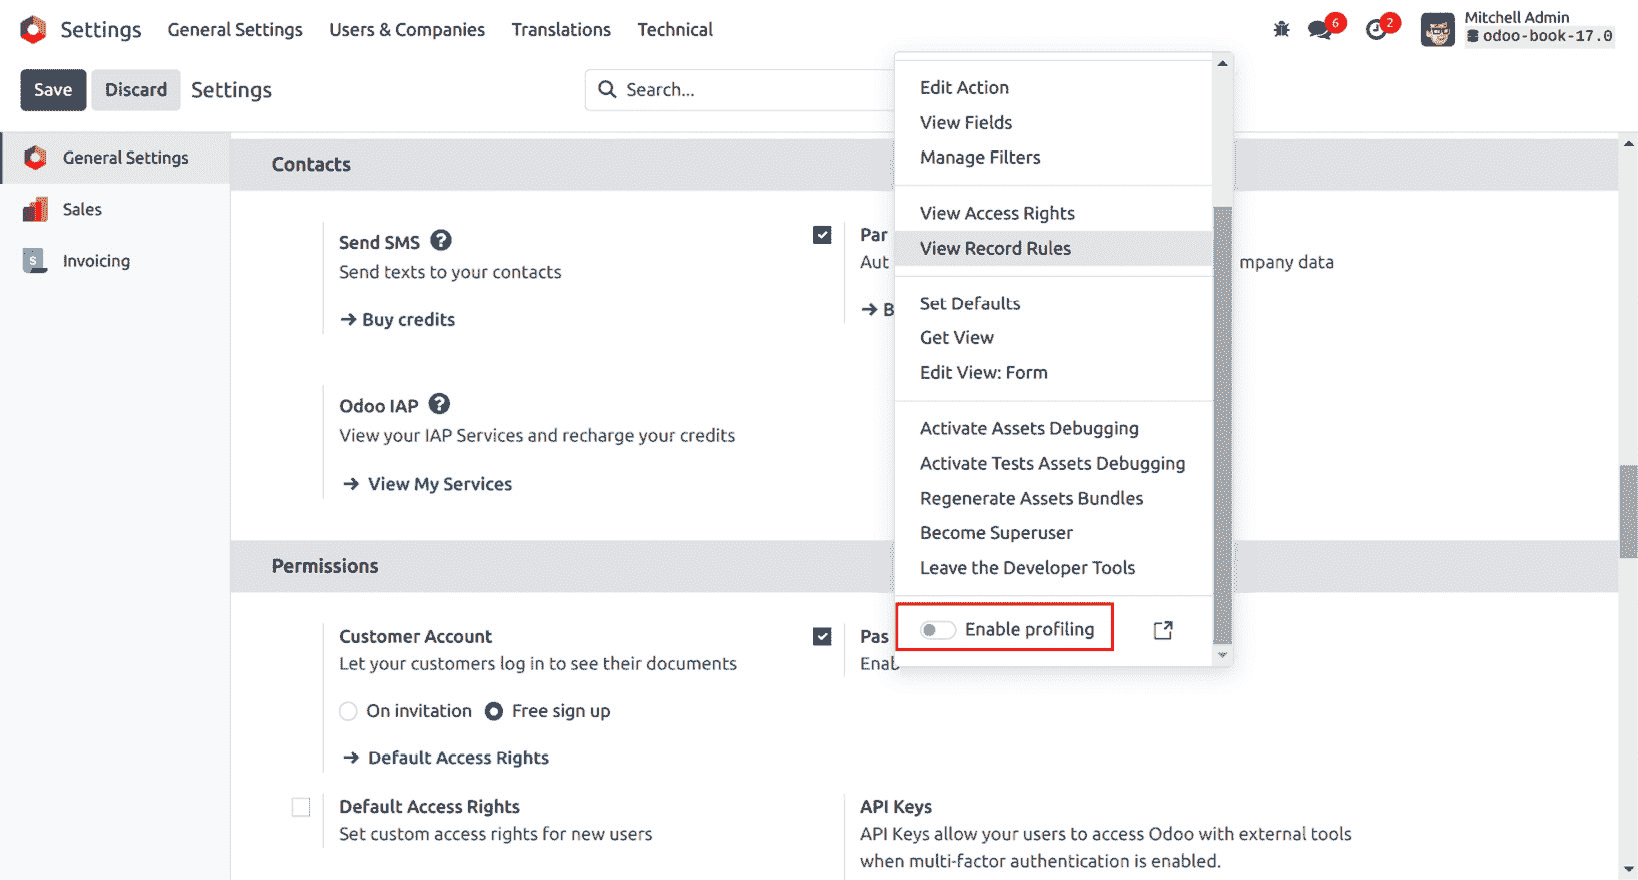 Settings General Settings Users & Companies Translations Technical 6 2 Mitchell Admin
odoo-book-17.0
Save Discard Settings Search...
General Settings
Sales
Invoicing
Contacts
Send SMS ?
Send texts to your contacts
Buy credits
Par
Aut
mpany data
B
Odoo IAP ?
View your IAP Services and recharge your credits
View My Services
Permissions
Customer Account
Let your customers log in to see their documents
On invitation Free sign up
Default Access Rights
Pas
Enab
Default Access Rights
Set custom access rights for new users
API Keys
API Keys allow your users to access Odoo with external tools
when multi-factor authentication is enabled.
Edit Action
View Fields
Manage Filters
View Access Rights
View Record Rules
Set Defaults
Get View
Edit View: Form
Activate Assets Debugging
Activate Tests Assets Debugging
Regenerate Assets Bundles
Become Superuser
Leave the Developer Tools
Enable profiling